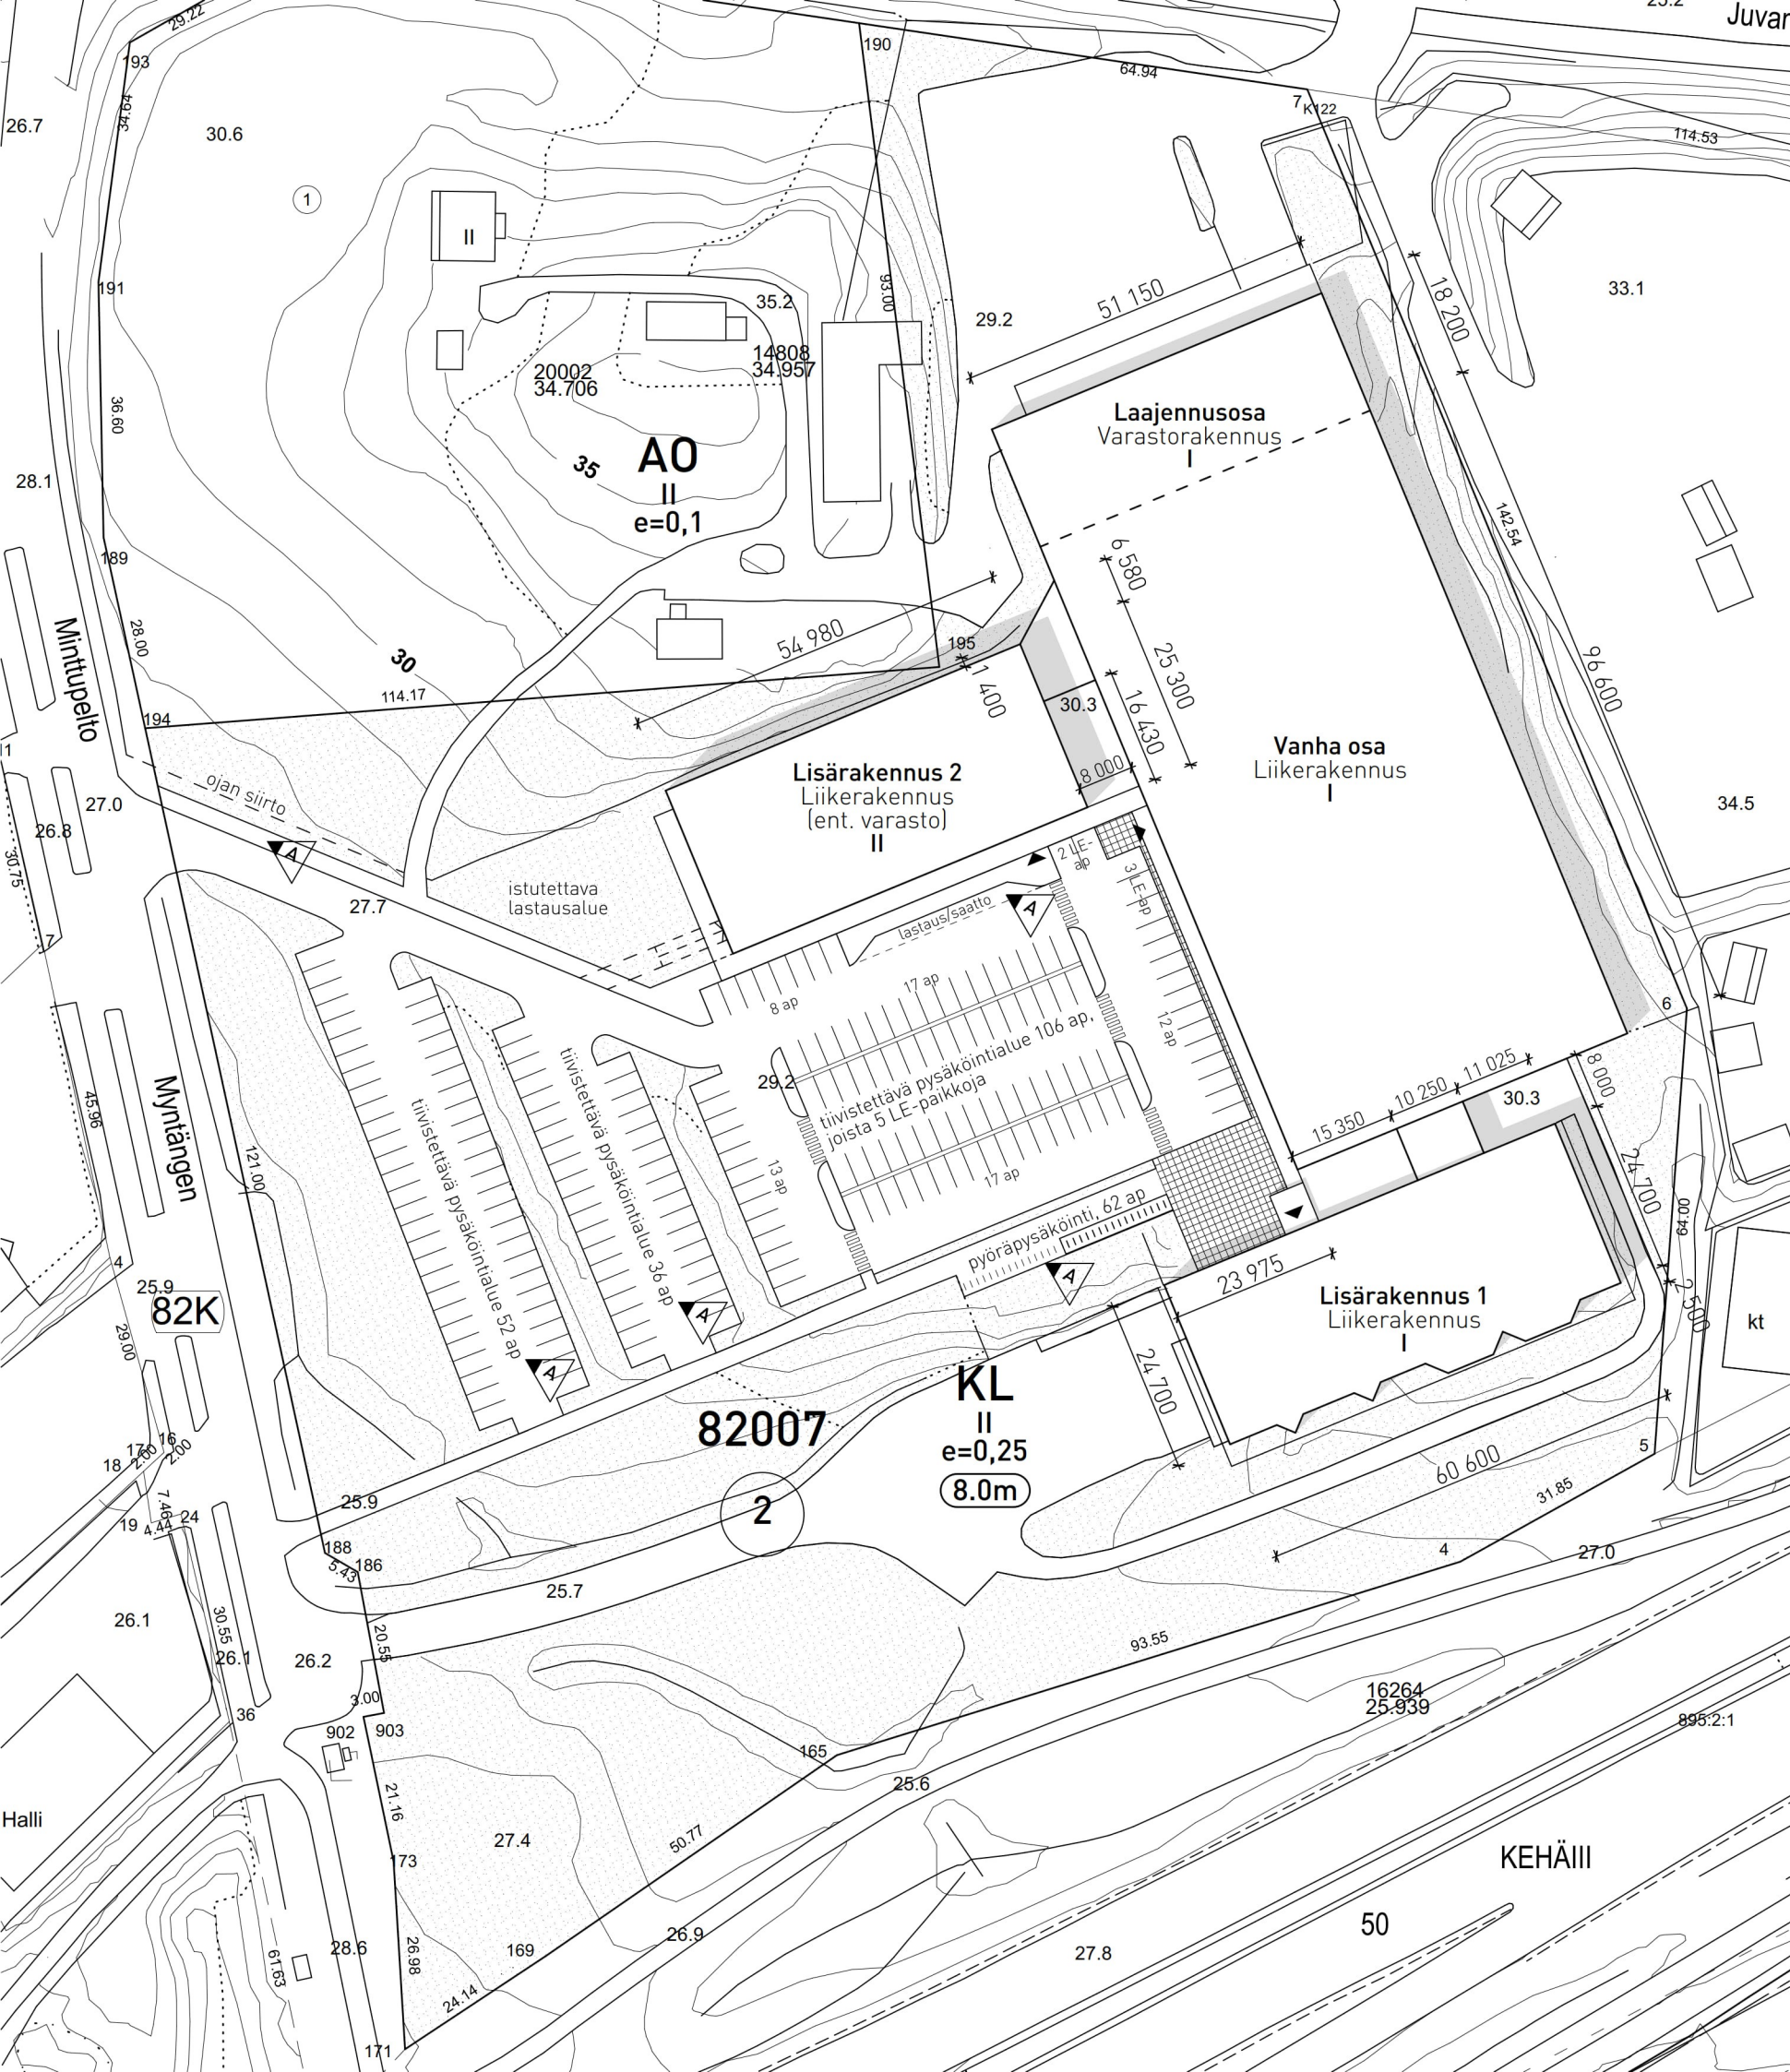 29.22
190
64.94
25.2
Juvar
193
34.64
26.7
30.6
7
K122
114.53
1
II
191
35.2
93.00
51 150
18 200
33.1
29.2
14808
34.957
20002
34.706
36.60
Laajennusosa
Varastorakennus
I
AO
II
e=0,1
35
28.1
142.54
189
6 580
28.00
Minttupelto
54 980
195
30
25 300
96 600
114.17
1 400
194
30.3
16 430
Vanha osa
Liikerakennus
I
Lisärakennus 2
Liikerakennus
(ent. varasto)
II
8 000
ojan siirto
27.0
26.8
34.5
30.75
A
2 LE-
ap
3 LE-ap
istutettava
lastausalue
27.7
lastaus/saatto
A
7
8 ap
17 ap
12 ap
6
tiivistettävä pysäköintialue 106 ap,
joista 5 LE-paikkoja
29.2
tiivistettävä pysäköintialue 36 ap
tiivistettävä pysäköintialue 52 ap
15 350
10 250
11 025
8 000
30.3
45.96
Myntängen
121.00
13 ap
17 ap
24 700
64.00
pyöräpysäköinti, 62 ap
4
A
23 975
2 500
25.9
82K
Lisärakennus 1
Liikerakennus
I
kt
29.00
A
A
24 700
KL
II
e=0,25
8.0m
82007
2
17
16
2.00
2.00
18
60 600
5
31.85
7.46
25.9
19
4.44
24
188
5.43
186
4
27.0
25.7
26.1
30.55
26.1
26.2
20.55
93.55
3.00
36
902
903
16264
25.939
895:2:1
165
25.6
21.16
Halli
27.4
50.77
173
KEHÄIII
50
28.6
26.98
61.63
169
26.9
27.8
24.14
171